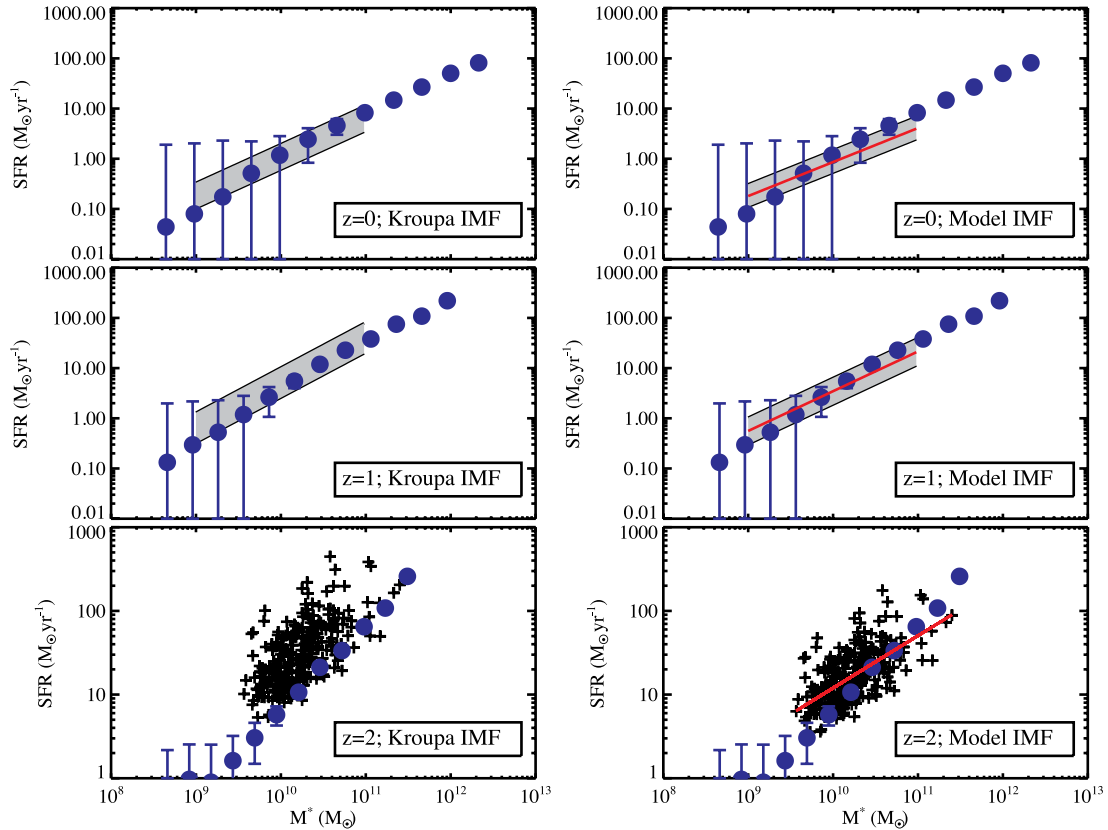 1000.00
100.00
10.00
1.00
0.10
0.01
SFR (M⊙ yr⁻¹)
z=0; Kroupa IMF
1000.00
100.00
10.00
1.00
0.10
0.01
SFR (M⊙ yr⁻¹)
z=0; Model IMF
1000.00
100.00
10.00
1.00
0.10
0.01
SFR (M⊙ yr⁻¹)
z=1; Kroupa IMF
1000.00
100.00
10.00
1.00
0.10
0.01
SFR (M⊙ yr⁻¹)
z=1; Model IMF
1000
100
10
1
SFR (M⊙ yr⁻¹)
z=2; Kroupa IMF
10⁸ 10⁹ 10¹⁰ 10¹¹ 10¹² 10¹³
M* (M⊙)
1000
100
10
1
SFR (M⊙ yr⁻¹)
z=2; Model IMF
10⁸ 10⁹ 10¹⁰ 10¹¹ 10¹² 10¹³
M* (M⊙)